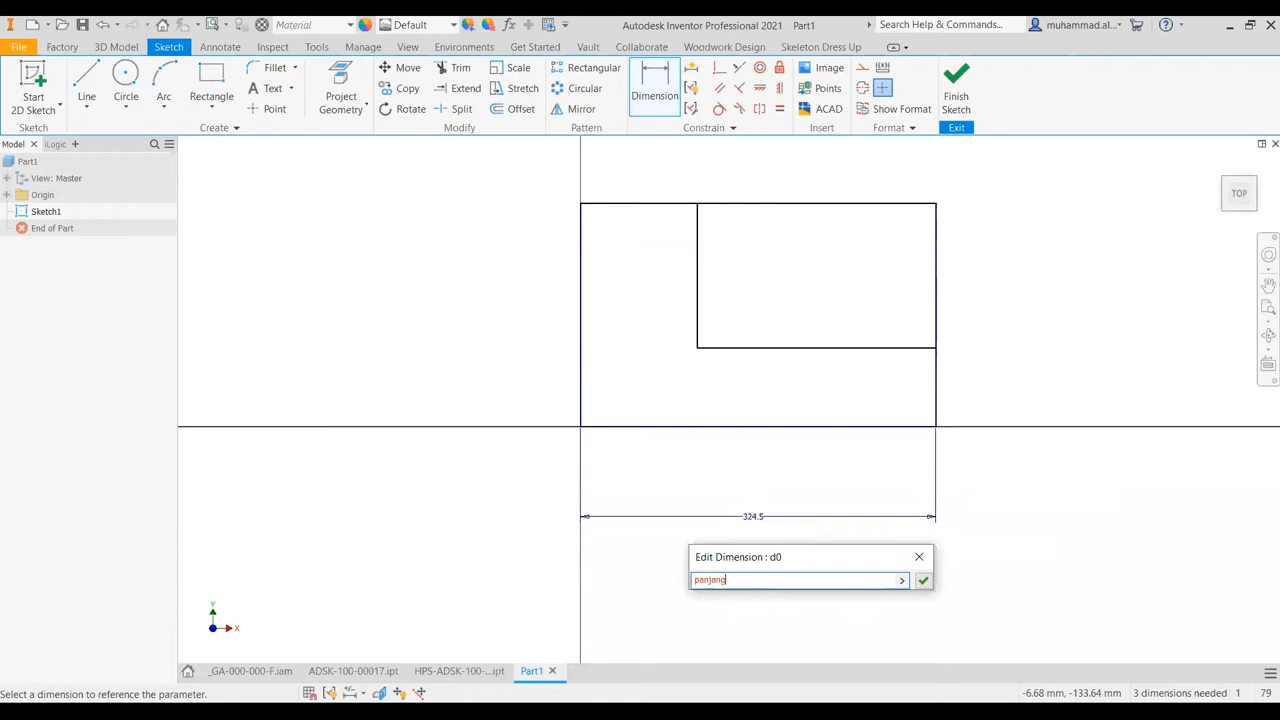 Material
Default
Autodesk Inventor Professional 2021 Part1
Search Help & Commands...
muhammad.al...
File Factory 3D Model Sketch Annotate Inspect Tools Manage View Environments Get Started Vault Collaborate Woodwork Design Skeleton Dress Up
Start
2D Sketch
Line
Circle
Arc
Rectangle
Fillet
Text
Point
Project
Geometry
Move
Copy
Rotate
Trim
Extend
Split
Scale
Stretch
Offset
Rectangular
Circular
Mirror
Dimension
Image
Points
ACAD
Show Format
Finish
Sketch
Sketch Create Modify Pattern Constrain Insert Format Exit
Model iLogic
Part1
View: Master
Origin
Sketch1
End of Part
TOP
324.5
Edit Dimension : d0
panjang
Y
X
_GA-000-000-F.iam ADSK-100-00017.ipt HPS-ADSK-100-...ipt Part1
Select a dimension to reference the parameter. -6.68 mm, -133.64 mm 3 dimensions needed 1 79